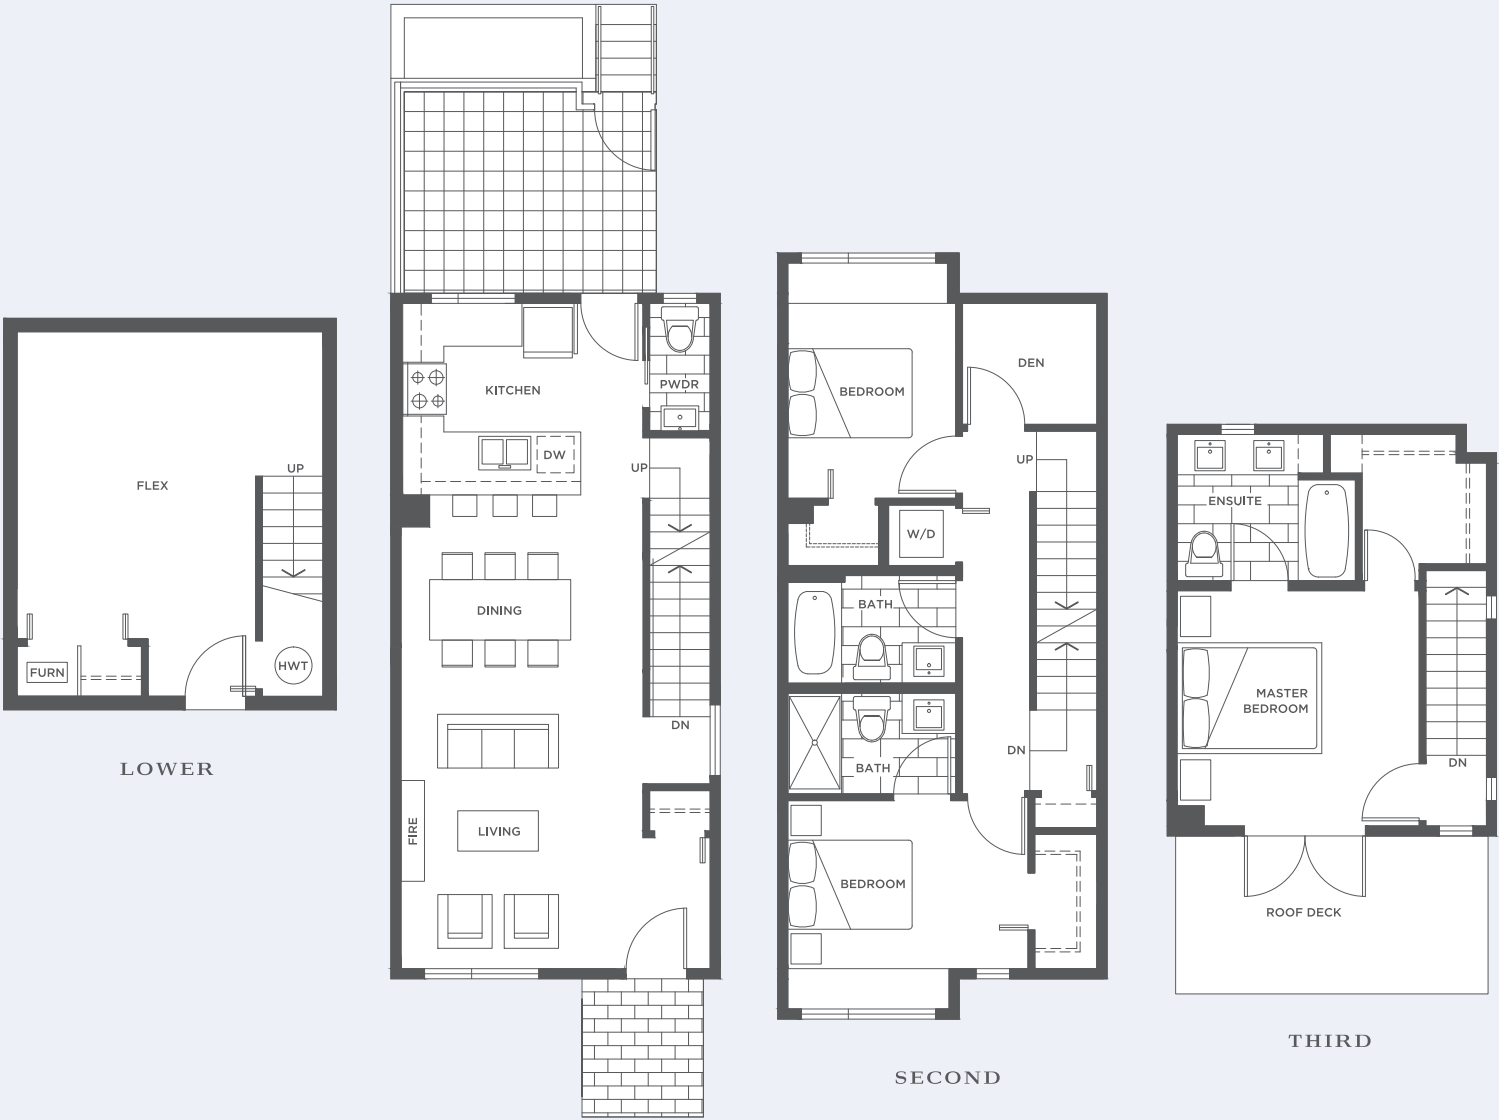 FLEX
UP
FURN
HWT
LOWER
KITCHEN
PWDR
DW
UP
DINING
DN
FIRE
LIVING
BEDROOM
DEN
UP
W/D
BATH
BATH
DN
BEDROOM
SECOND
ENSUITE
MASTER
BEDROOM
DN
ROOF DECK
THIRD